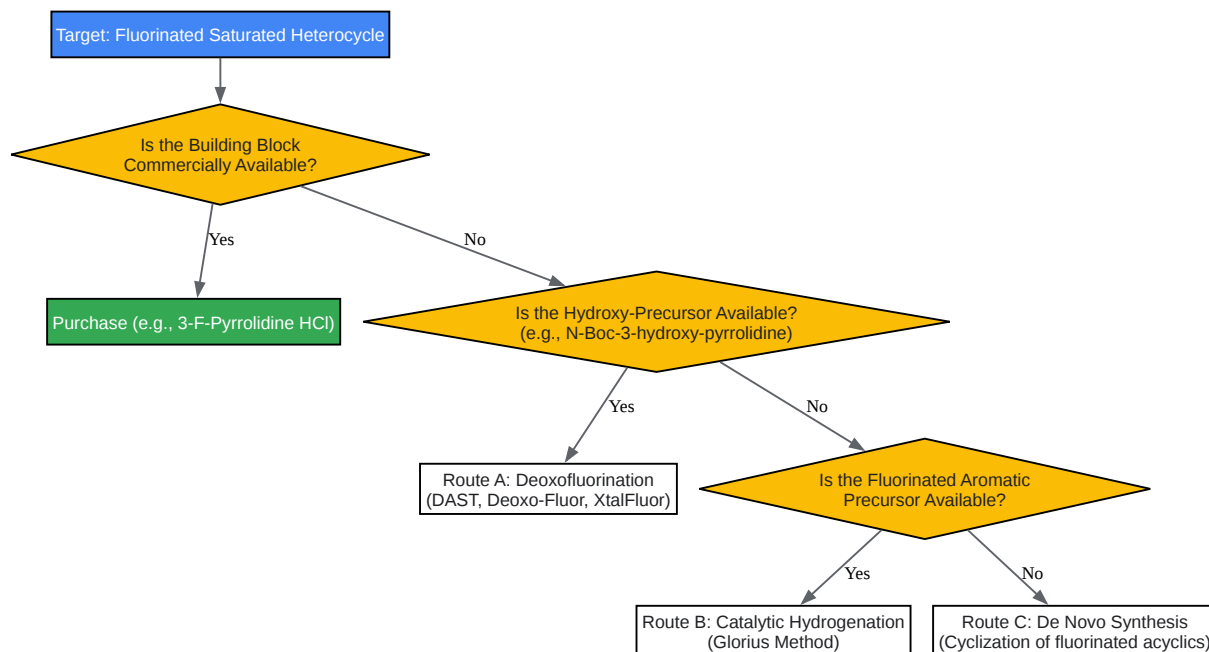 Target: Fluorinated Saturated Heterocycle
Is the Building Block
Commercially Available?
Yes
No
Purchase (e.g., 3-F-Pyrrolidine HCl)
Is the Hydroxy-Precursor Available?
(e.g., N-Boc-3-hydroxy-pyrrolidine)
Yes
No
Route A: Deoxofluorination
(DAST, Deoxo-Fluor, XtalFluor)
Is the Fluorinated Aromatic
Precursor Available?
Yes
No
Route B: Catalytic Hydrogenation
(Glorius Method)
Route C: De Novo Synthesis
(Cyclization of fluorinated acyclics)